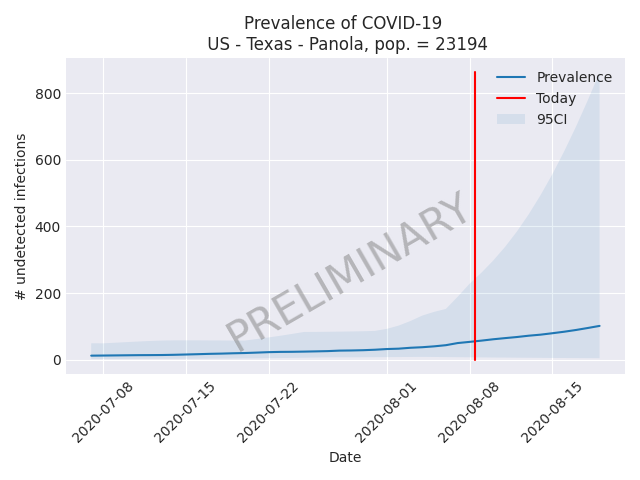 Prevalence of COVID-19
US - Texas - Panola, pop. = 23194
Prevalence
Today
95CI
PRELIMINARY
# undetected infections
800
600
400
200
0
2020-07-08
2020-07-15
2020-07-22
2020-08-01
2020-08-08
2020-08-15
Date